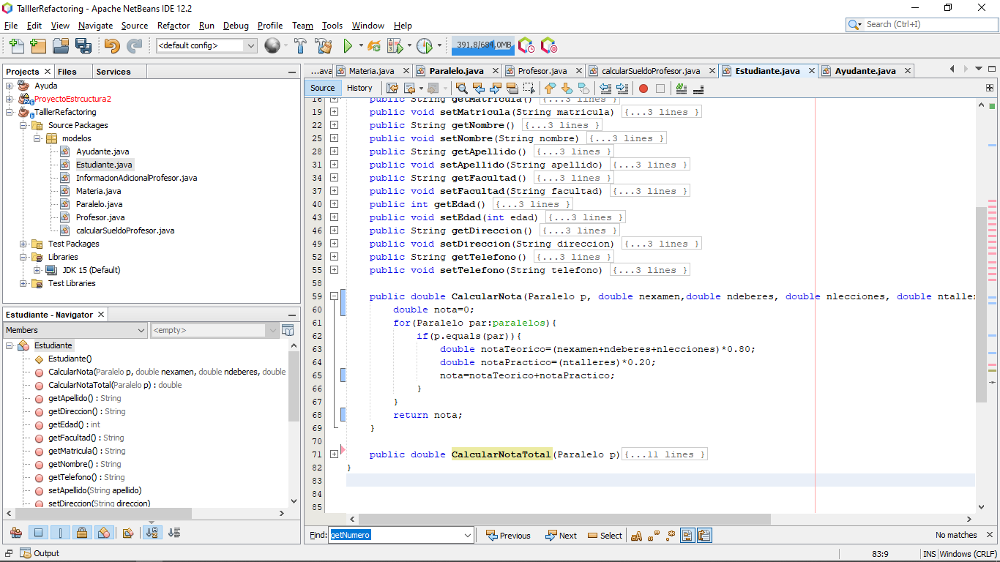 TalllerRefactoring - Apache NetBeans IDE 12.2
File Edit View Navigate Source Refactor Run Debug Profile Team Tools Window Help
Search (Ctrl+I)
<default config>
391,8/684,0MB
Projects Files Services
Ayuda
ProyectoEstrcuctura2
TalllerRefactoring
Source Packages
modelos
Ayudante.java
Estudiante.java
InformacionAdicionalProfesor.java
Materia.java
Paralelo.java
Profesor.java
calcularSueldoProfesor.java
Test Packages
Libraries
JDK 15 (Default)
Test Libraries
Estudiante - Navigator
Members
<empty>
Estudiante
Estudiante()
CalcularNota(Paralelo p, double nexamen, double ndeberes, double
CalcularNotaTotal(Paralelo p) : double
getApellido() : String
getDireccion() : String
getEdad() : int
getFacultad() : String
getMatricula() : String
getNombre() : String
getTelefono() : String
setApellido(String apellido)
setDireccion(String direccion)
...ava Materia.java Paralelo.java Profesor.java calcularSueldoProfesor.java Estudiante.java Ayudante.java
Source History
16 public String getMatricula() {...3 lines }
19 public void setMatricula(String matricula) {...3 lines }
22 public String getNombre() {...3 lines }
25 public void setNombre(String nombre) {...3 lines }
28 public String getApellido() {...3 lines }
31 public void setApellido(String apellido) {...3 lines }
34 public String getFacultad() {...3 lines }
37 public void setFacultad(String facultad) {...3 lines }
40 public int getEdad() {...3 lines }
43 public void setEdad(int edad) {...3 lines }
46 public String getDireccion() {...3 lines }
49 public void setDireccion(String direccion) {...3 lines }
52 public String getTelefono() {...3 lines }
55 public void setTelefono(String telefono) {...3 lines }
58
59 public double CalcularNota(Paralelo p, double nexamen,double ndeberes, double nlecciones, double ntaller
60 double nota=0;
61 for(Paralelo par:paralelos){
62 if(p.equals(par)){
63 double notaTeorico=(nexamen+ndeberes+nlecciones)*0.80;
64 double notaPractico=(ntalleres)*0.20;
65 nota=notaTeorico+notaPractico;
66 }
67 }
68 return nota;
69 }
70
71 public double CalcularNotaTotal(Paralelo p){...11 lines }
82 }
83
84
85
Find: getNumero Previous Next Select No matches
Output
83:9 INS Windows (CRLF)